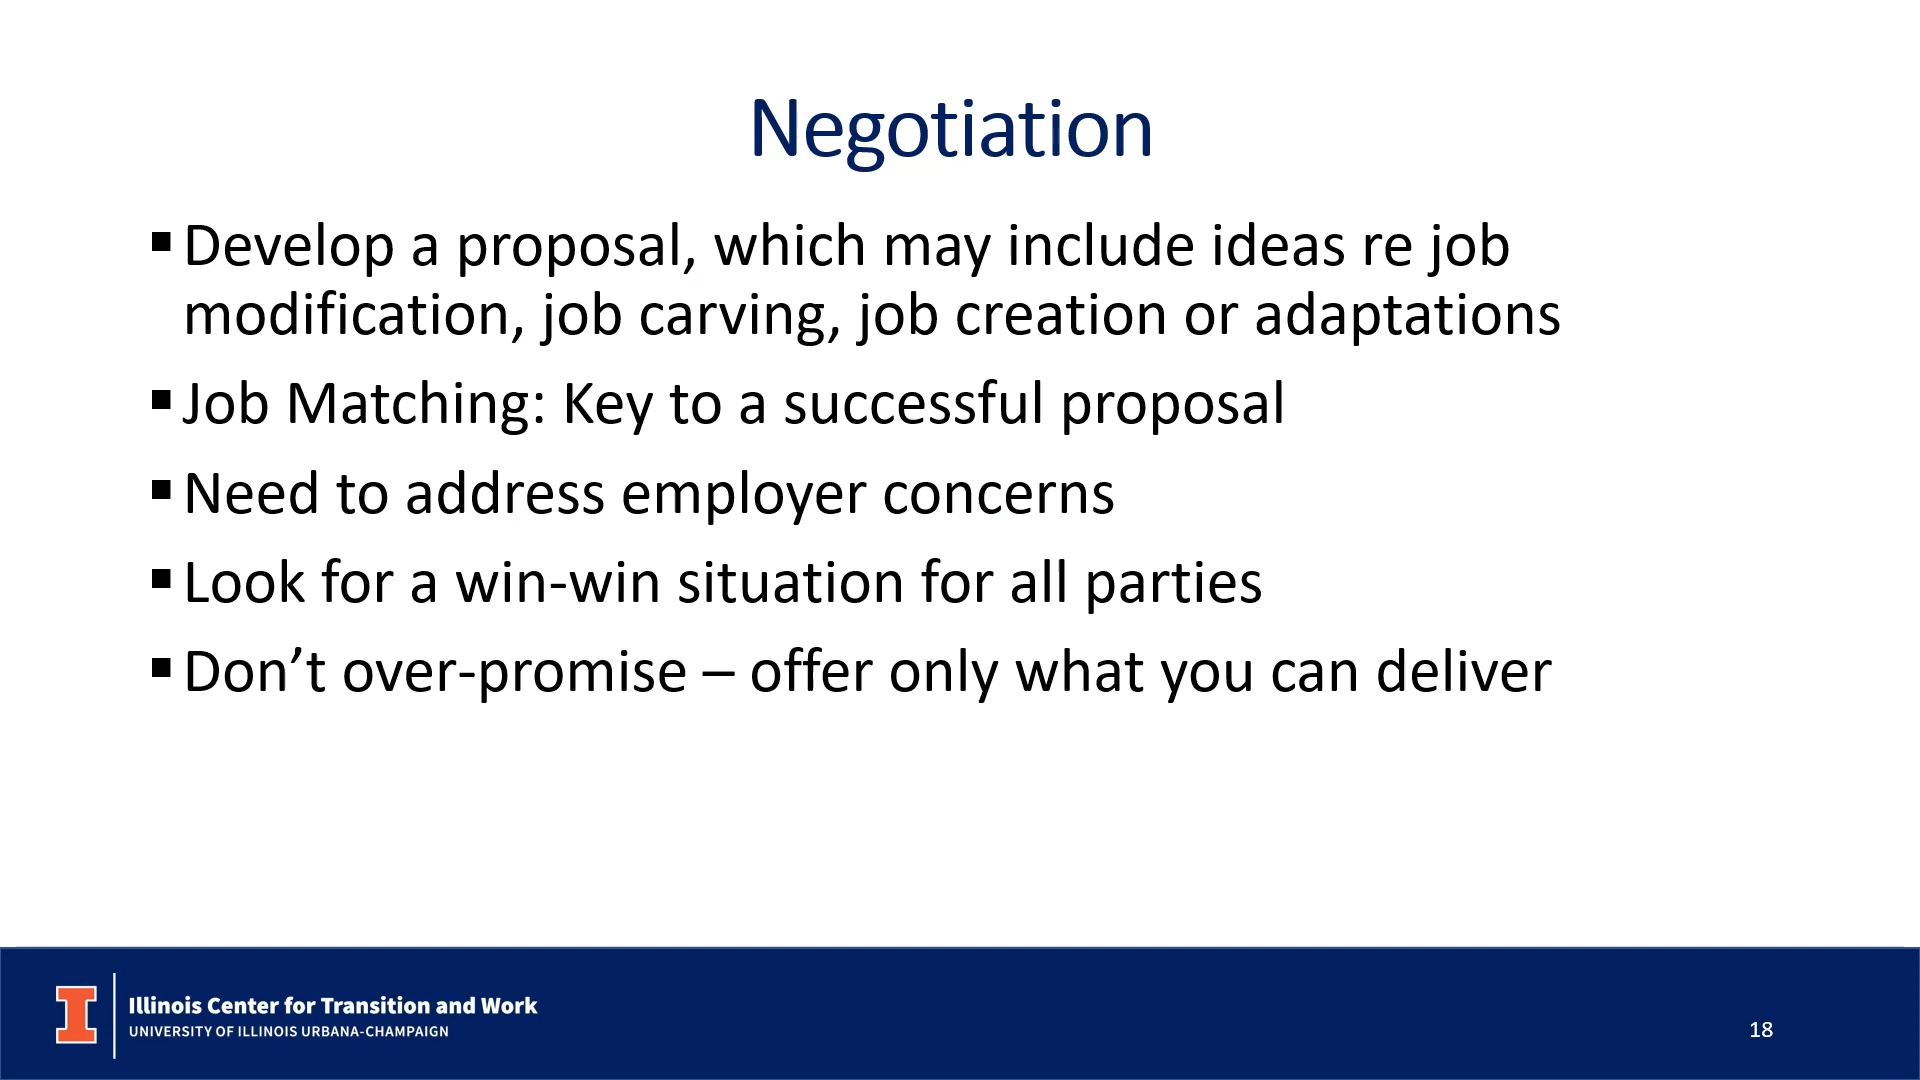 Negotiation
▪ Develop a proposal, which may include ideas re job
modification, job carving, job creation or adaptations
▪ Job Matching: Key to a successful proposal
▪ Need to address employer concerns
▪ Look for a win-win situation for all parties
▪ Don’t over-promise – offer only what you can deliver
I
Illinois Center for Transition and Work
UNIVERSITY OF ILLINOIS URBANA-CHAMPAIGN
18